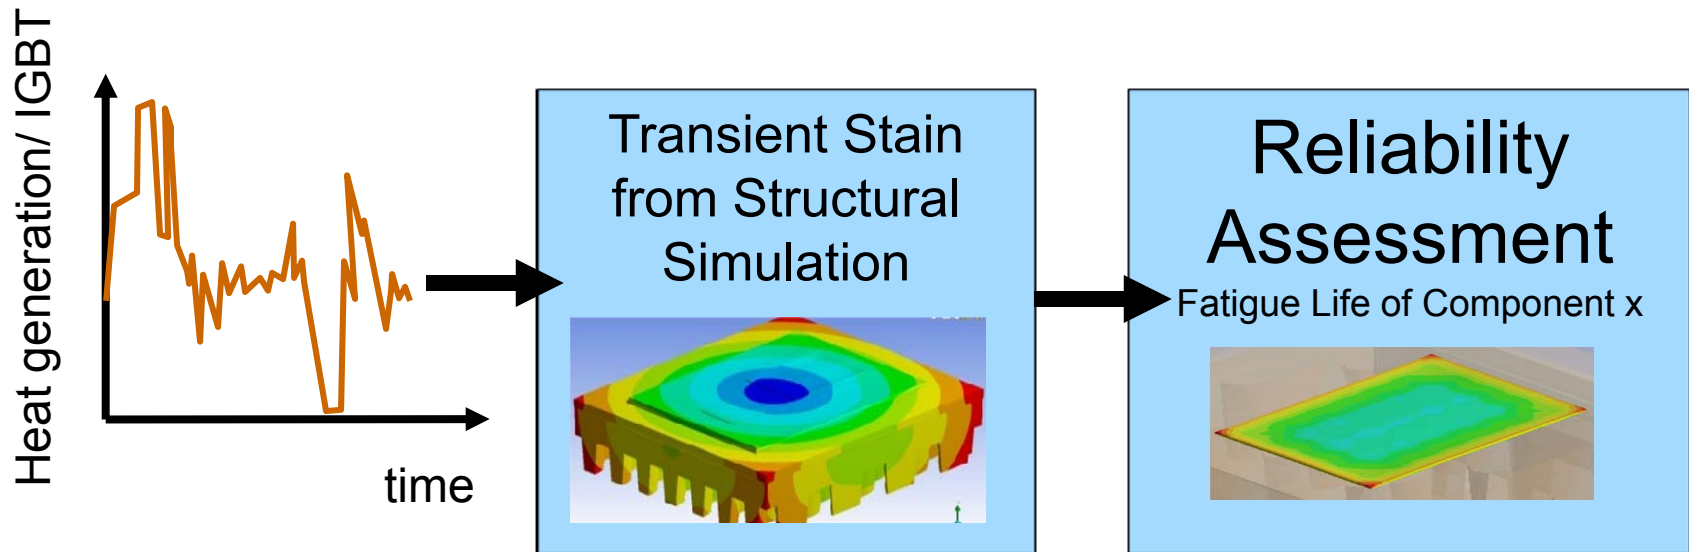 Heat generation/ IGBT
time
Transient Stain
from Structural
Simulation
Reliability
Assessment
Fatigue Life of Component x